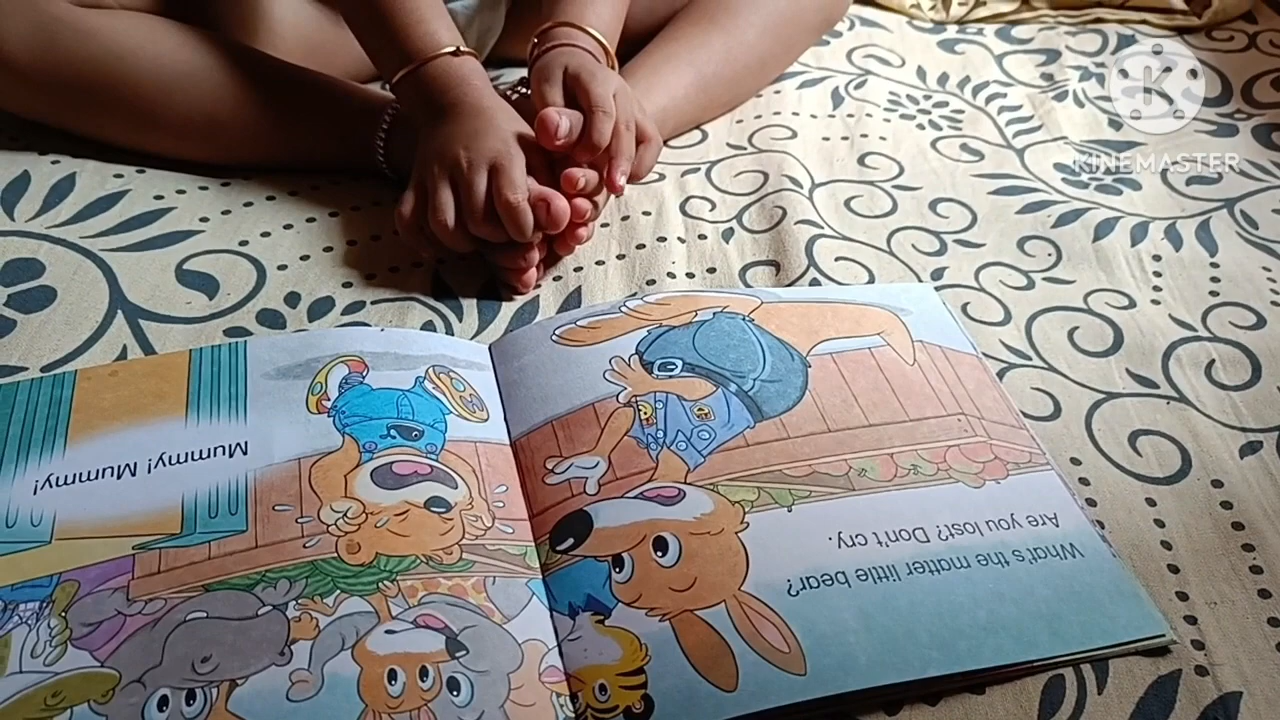 Mummy! Mummy!
What's the matter little bear?
Are you lost? Don't cry.
K
KINEMASTER